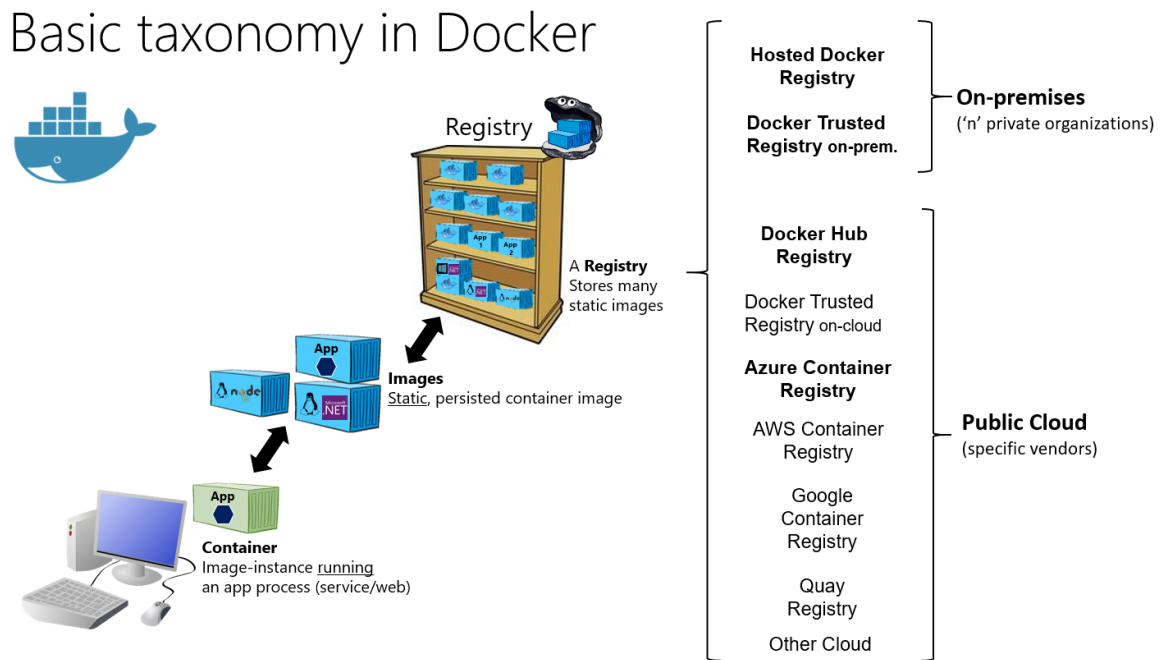 Basic taxonomy in Docker
Registry
App
1
App
2
.NET
.NET
node
A Registry
Stores many
static images
App
node
Microsoft
.NET
Images
Static, persisted container image
App
Container
Image-instance running
an app process (service/web)
Hosted Docker
Registry
Docker Trusted
Registry on-prem.
On-premises
(‘n’ private organizations)
Docker Hub
Registry
Docker Trusted
Registry on-cloud
Azure Container
Registry
AWS Container
Registry
Google
Container
Registry
Quay
Registry
Other Cloud
Public Cloud
(specific vendors)